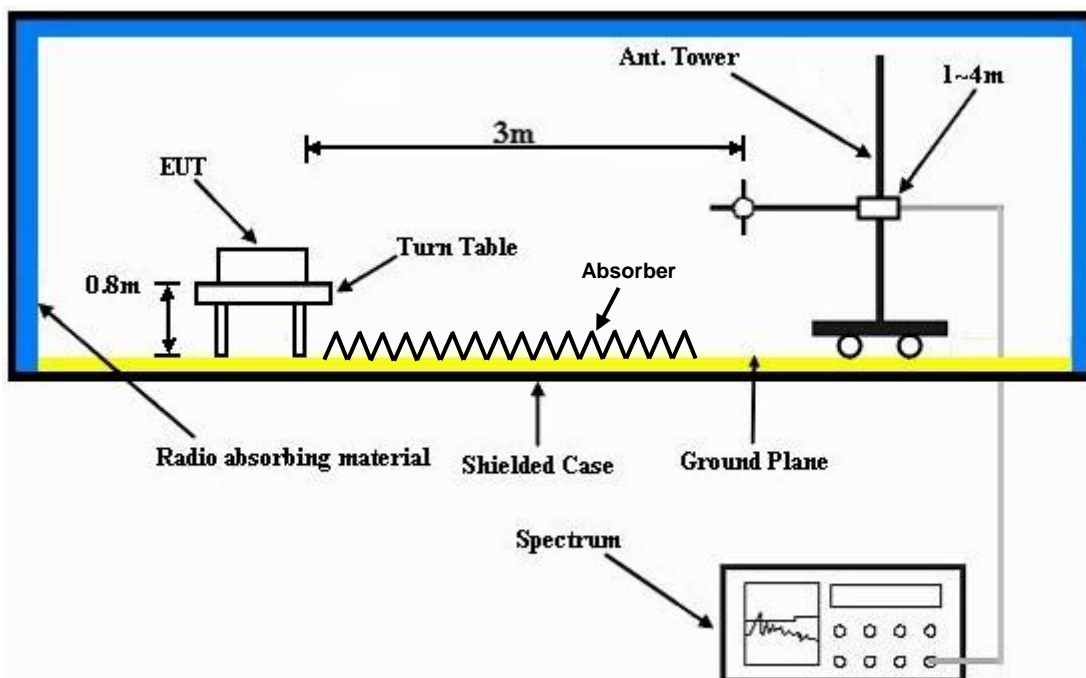 Ant. Tower
1~4m
3m
EUT
Turn Table
0.8m
Absorber
Radio absorbing material
Shielded Case
Ground Plane
Spectrum